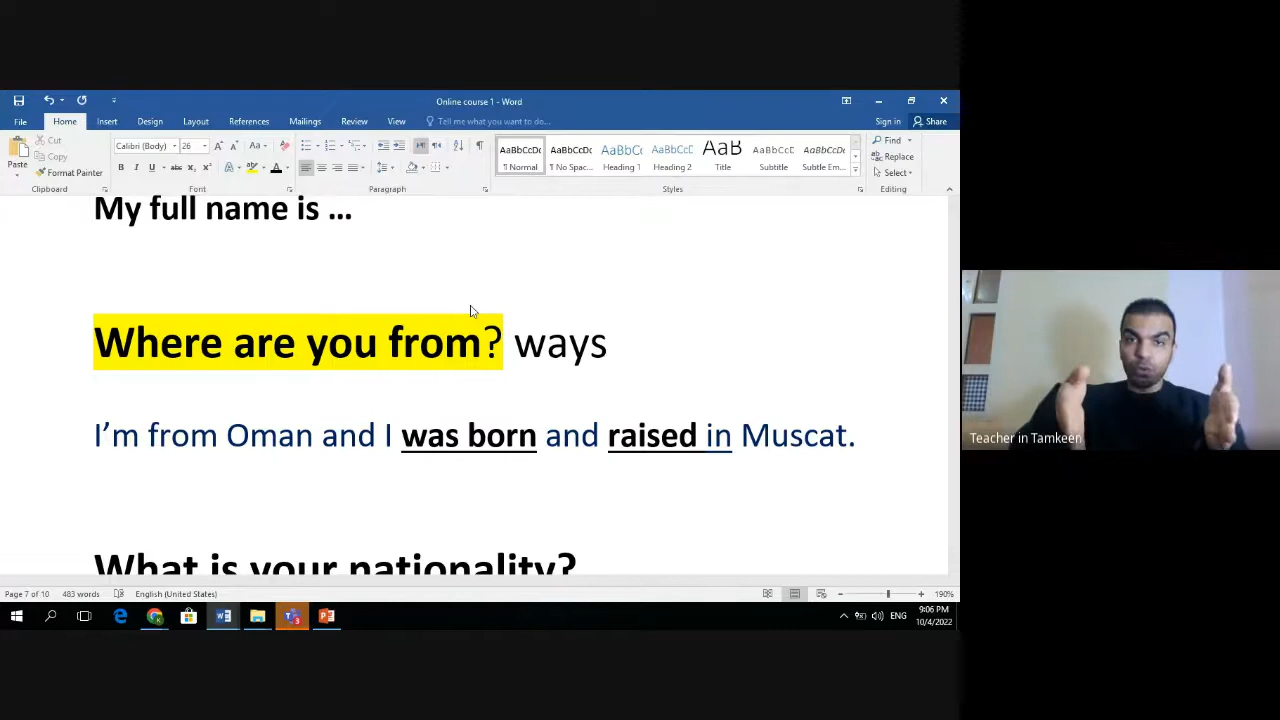 Online course 1 - Word
File Home Insert Design Layout References Mailings Review View Tell me what you want to do... Sign in Share
Paste Cut Copy Format Painter Clipboard
Calibri (Body) 26 Font
Paragraph
AaBbCcDc AaBbCcDc AaBbCc AaBbCcC AaB AaBbCcC AaBbCcDc
¶ Normal ¶ No Spac... Heading 1 Heading 2 Title Subtitle Subtle Em...
Styles
Find Replace Select Editing
My full name is ...
Where are you from? ways
I’m from Oman and I was born and raised in Muscat.
What is your nationality?
Teacher in Tamkeen
Page 7 of 10 483 words English (United States) 190%
ENG 9:06 PM
10/4/2022